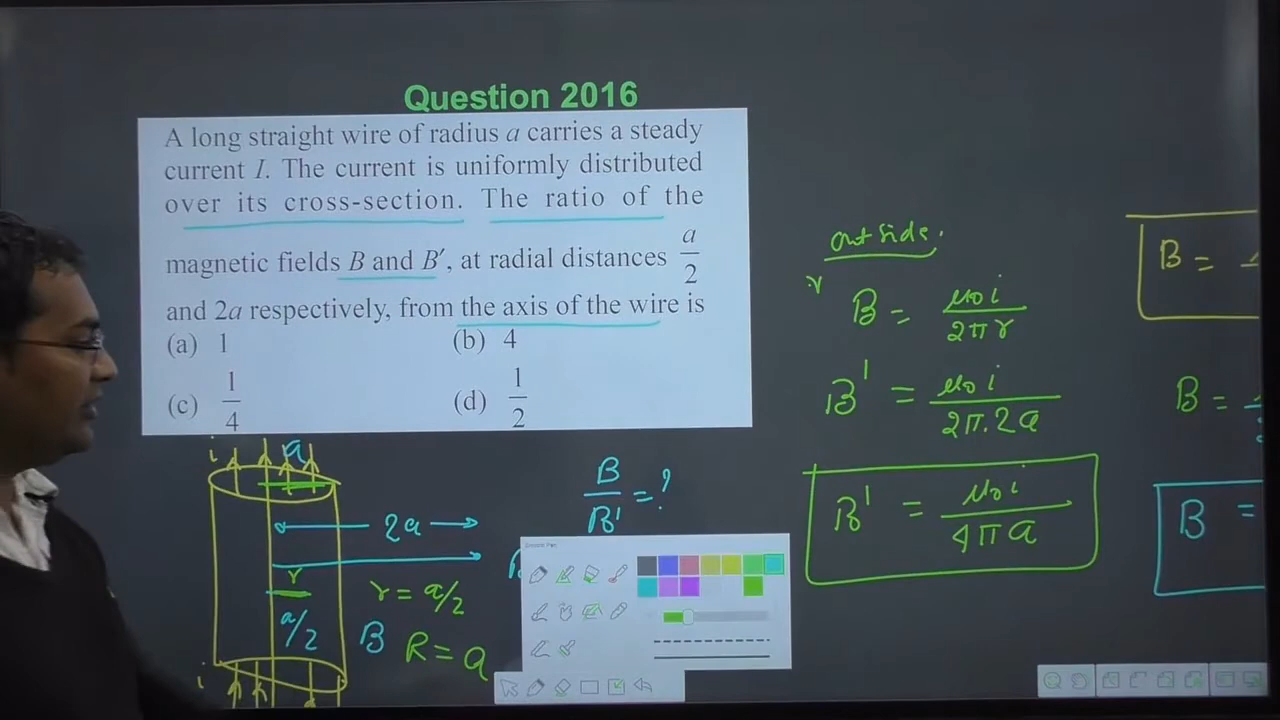 Question 2016
A long straight wire of radius a carries a steady
current I. The current is uniformly distributed
over its cross-section. The ratio of the
magnetic fields B and B′, at radial distances a/2
and 2a respectively, from the axis of the wire is
(a) 1 (b) 4
(c) 1/4 (d) 1/2
out side.
r
B = μ₀i/2πr
B' = μ₀i/2π.2a
B' = μ₀i/4πa
B =
B =
B =
i
a
2a
B/B' = ?
r
a/2
r = a/2
B R = a
i